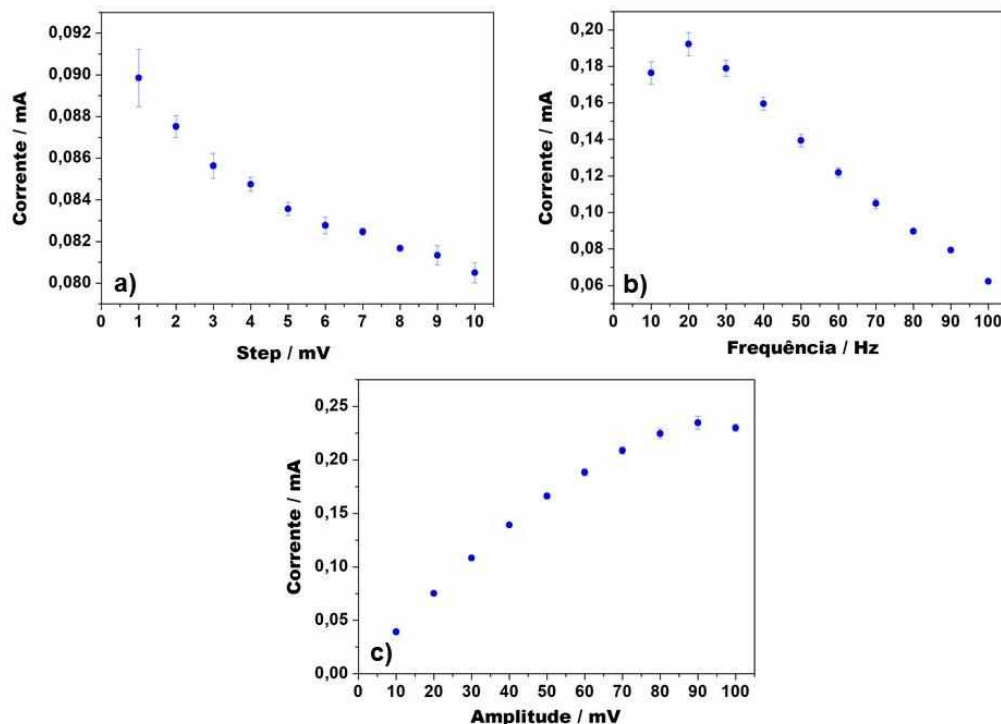 0,092
0,090
0,088
0,086
0,084
0,082
0,080
Corrente / mA
a)
0 1 2 3 4 5 6 7 8 9 10
Step / mV
0,20
0,18
0,16
0,14
0,12
0,10
0,08
0,06
Corrente / mA
b)
0 10 20 30 40 50 60 70 80 90 100
Frequência / Hz
0,25
0,20
0,15
0,10
0,05
0,00
Corrente / mA
c)
0 10 20 30 40 50 60 70 80 90 100
Amplitude / mV